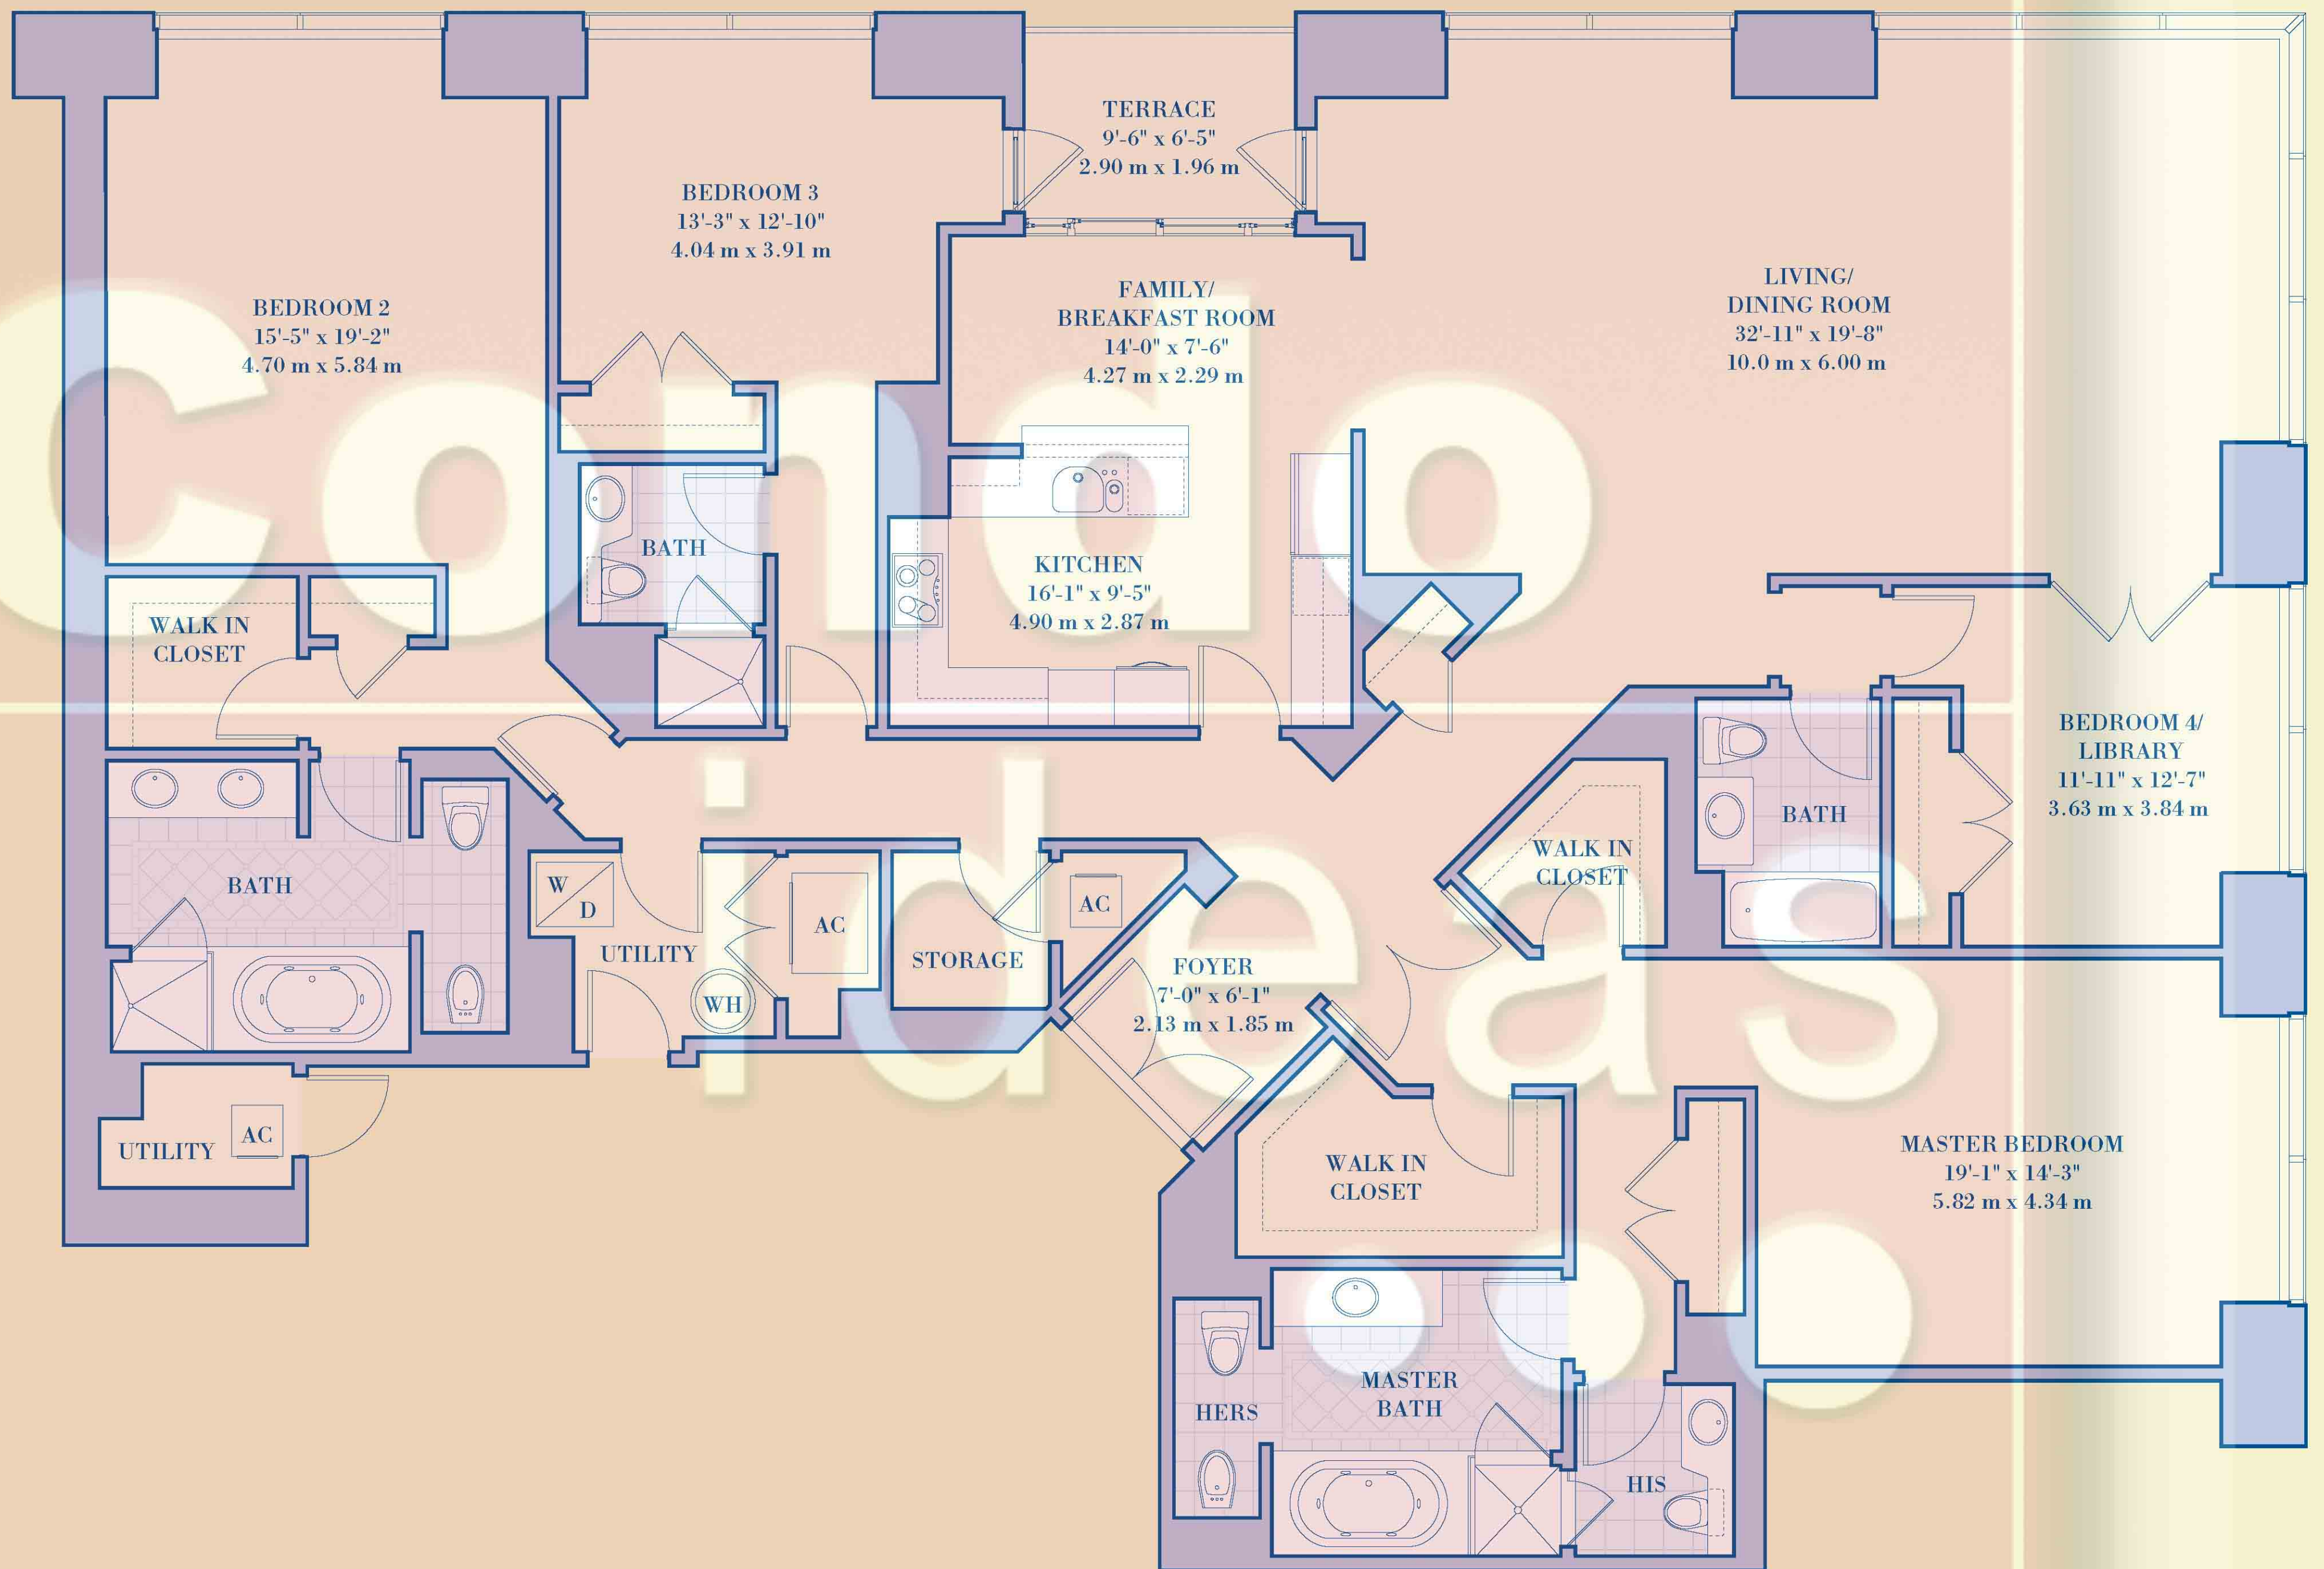 TERRACE
9'-6" x 6'-5"
2.90 m x 1.96 m
BEDROOM 3
13'-3" x 12'-10"
4.04 m x 3.91 m
BEDROOM 2
15'-5" x 19'-2"
4.70 m x 5.84 m
FAMILY/
BREAKFAST ROOM
14'-0" x 7'-6"
4.27 m x 2.29 m
LIVING/
DINING ROOM
32'-11" x 19'-8"
10.0 m x 6.00 m
Condo
BATH
KITCHEN
16'-1" x 9'-5"
4.90 m x 2.87 m
WALK IN
CLOSET
BEDROOM 4/
LIBRARY
11'-11" x 12'-7"
3.63 m x 3.84 m
BATH
WALK IN
CLOSET
BATH
W
D
UTILITY
AC
WH
STORAGE
AC
ideas...
FOYER
7'-0" x 6'-1"
2.13 m x 1.85 m
UTILITY
AC
WALK IN
CLOSET
MASTER BEDROOM
19'-1" x 14'-3"
5.82 m x 4.34 m
HERS
MASTER
BATH
HIS